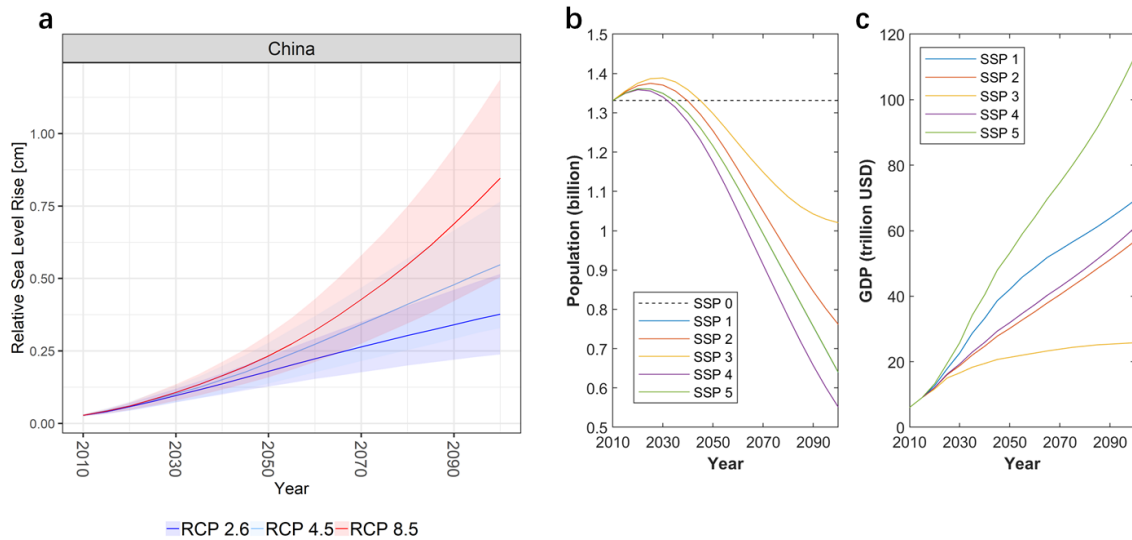 a
China
Relative Sea Level Rise [cm]
1.00
0.75
0.50
0.25
0.00
2010
2030
2050
2070
2090
Year
RCP 2.6 RCP 4.5 RCP 8.5
b
Population (billion)
1.5
1.4
1.3
1.2
1.1
1
0.9
0.8
0.7
0.6
0.5
SSP 0
SSP 1
SSP 2
SSP 3
SSP 4
SSP 5
2010 2030 2050 2070 2090
Year
c
GDP (trillion USD)
120
100
80
60
40
20
0
SSP 1
SSP 2
SSP 3
SSP 4
SSP 5
2010 2030 2050 2070 2090
Year